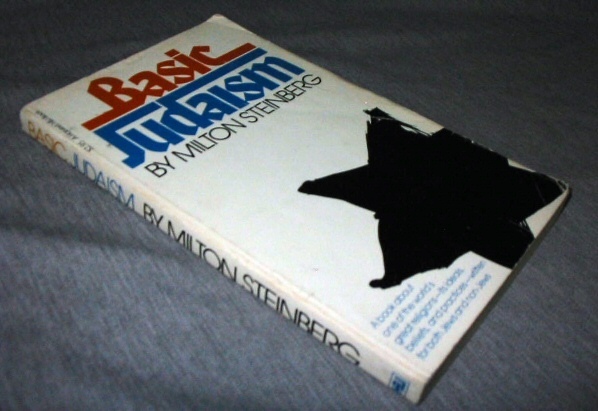 Basic
Judaism
BY MILTON STEINBERG
A book about
one of the world's
great religions—its ideas,
beliefs, and practices—written
for both Jews and non-Jews
BASIC JUDAISM BY MILTON STEINBERG